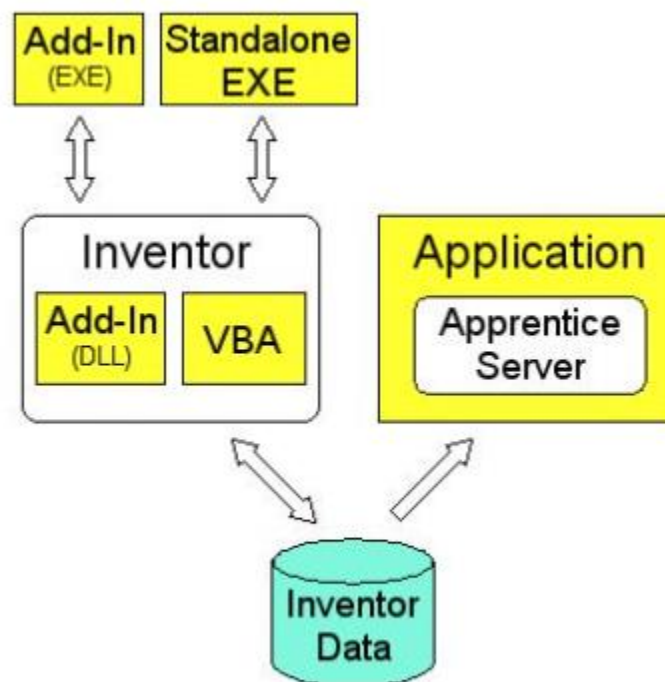 Add-In
(EXE)
Standalone
EXE
Inventor
Add-In
(DLL)
VBA
Application
Apprentice
Server
Inventor
Data